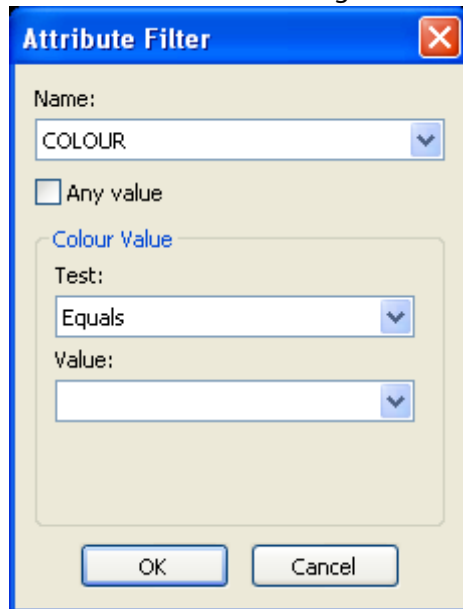 Attribute Filter
Name:
COLOUR
Any value
Colour Value
Test:
Equals
Value:
OK Cancel